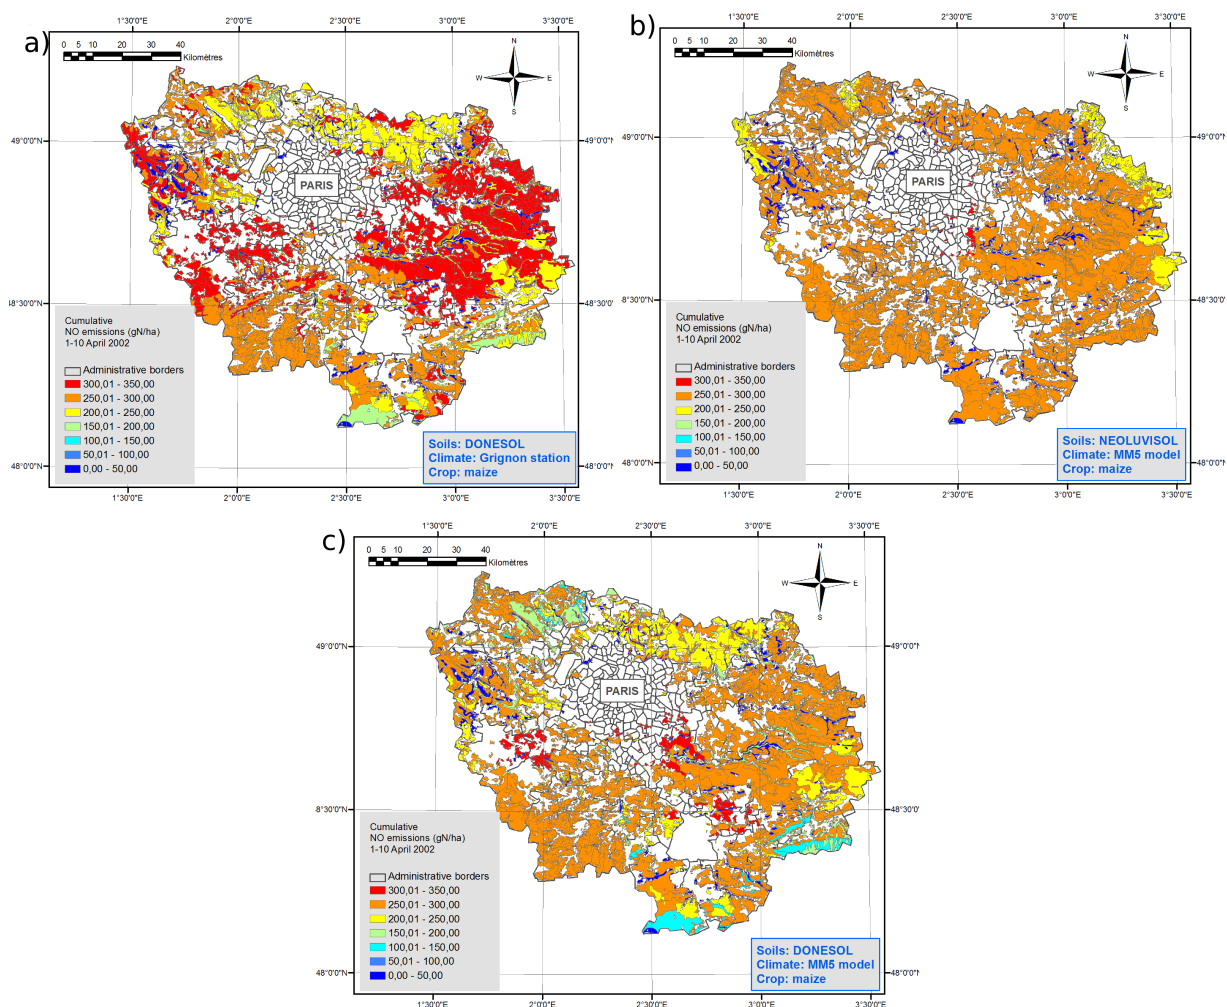 a)
1°30'0"E 2°0'0"E 2°30'0"E 3°0'0"E 3°30'0"E
0 5 10 20 30 40
Kilomètres
N
W E
S
49°0'0"N
49°0'0"N
PARIS
48°30'0"N
48°30'0"N
Cumulative
NO emissions (gN/ha)
1-10 April 2002
Administrative borders
300,01 - 350,00
250,01 - 300,00
200,01 - 250,00
150,01 - 200,00
100,01 - 150,00
50,01 - 100,00
0,00 - 50,00
Soils: DONESOL
Climate: Grignon station
Crop: maize
48°0'0"N
48°0'0"N
1°30'0"E 2°0'0"E 2°30'0"E 3°0'0"E 3°30'0"E
b)
1°30'0"E 2°0'0"E 2°30'0"E 3°0'0"E 3°30'0"E
0 5 10 20 30 40
Kilomètres
N
W E
S
49°0'0"N
49°0'0"N
PARIS
48°30'0"N
48°30'0"N
Cumulative
NO emissions (gN/ha)
1-10 April 2002
Administrative borders
300,01 - 350,00
250,01 - 300,00
200,01 - 250,00
150,01 - 200,00
100,01 - 150,00
50,01 - 100,00
0,00 - 50,00
Soils: NEOLUVISOL
Climate: MM5 model
Crop: maize
48°0'0"N
48°0'0"N
1°30'0"E 2°0'0"E 2°30'0"E 3°0'0"E 3°30'0"E
c)
1°30'0"E 2°0'0"E 2°30'0"E 3°0'0"E 3°30'0"E
0 5 10 20 30 40
Kilomètres
N
W E
S
49°0'0"N
49°0'0"N
PARIS
48°30'0"N
48°30'0"N
Cumulative
NO emissions (gN/ha)
1-10 April 2002
Administrative borders
300,01 - 350,00
250,01 - 300,00
200,01 - 250,00
150,01 - 200,00
100,01 - 150,00
50,01 - 100,00
0,00 - 50,00
Soils: DONESOL
Climate: MM5 model
Crop: maize
48°0'0"N
48°0'0"N
1°30'0"E 2°0'0"E 2°30'0"E 3°0'0"E 3°30'0"E